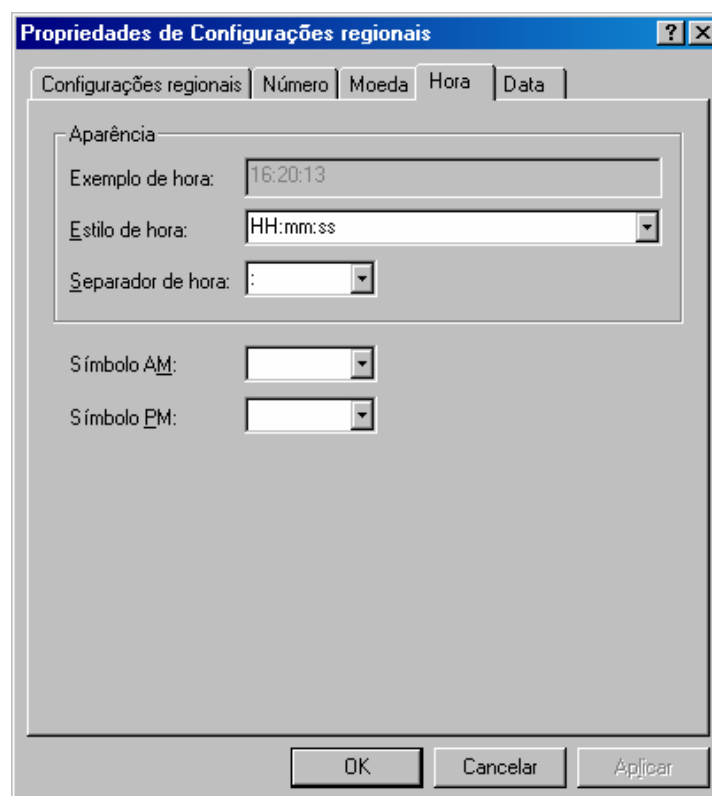 Propriedades de Configurações regionais
Configurações regionais Número Moeda Hora Data
Aparência
Exemplo de hora: 16:20:13
Estilo de hora: HH:mm:ss
Separador de hora: :
Símbolo AM:
Símbolo PM:
OK Cancelar Aplicar